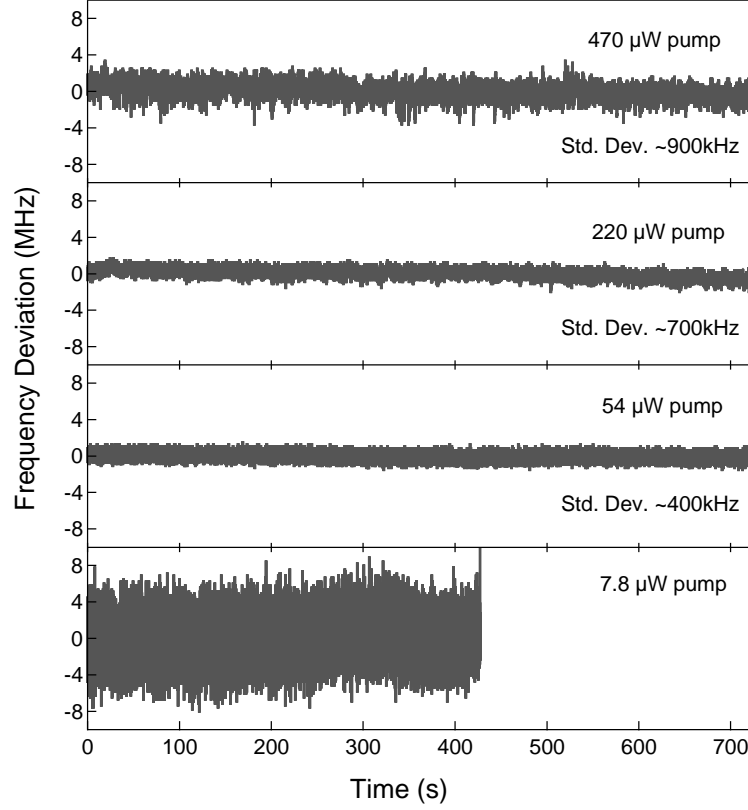 8
4
0
-4
-8
470 µW pump
Std. Dev. ~900kHz
8
4
0
-4
-8
220 µW pump
Std. Dev. ~700kHz
8
4
0
-4
-8
54 µW pump
Std. Dev. ~400kHz
8
4
0
-4
-8
7.8 µW pump
0 100 200 300 400 500 600 700
Time (s)
Frequency Deviation (MHz)